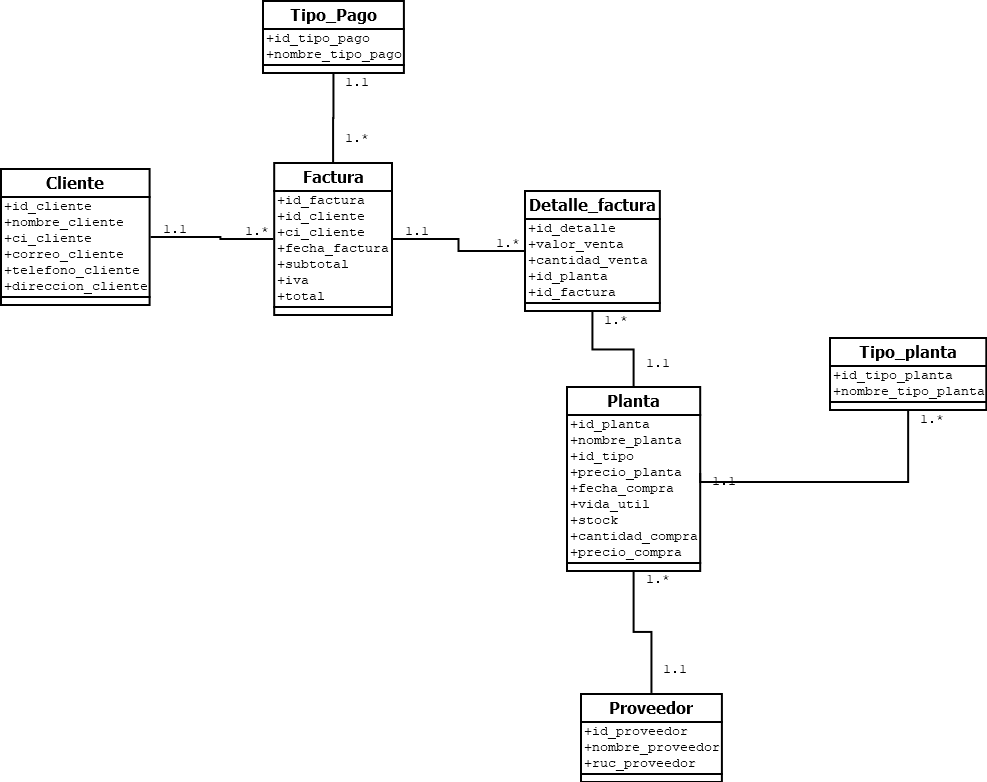 Tipo_Pago
+id_tipo_pago
+nombre_tipo_pago
1.1
1.*
Cliente
+id_cliente
+nombre_cliente
+ci_cliente
+correo_cliente
+telefono_cliente
+direccion_cliente
1.1
1.*
Factura
+id_factura
+id_cliente
+ci_cliente
+fecha_factura
+subtotal
+iva
+total
1.1
1.*
Detalle_factura
+id_detalle
+valor_venta
+cantidad_venta
+id_planta
+id_factura
1.*
1.1
Tipo_planta
+id_tipo_planta
+nombre_tipo_planta
1.*
1.1
Planta
+id_planta
+nombre_planta
+id_tipo
+precio_planta
+fecha_compra
+vida_util
+stock
+cantidad_compra
+precio_compra
1.*
1.1
Proveedor
+id_proveedor
+nombre_proveedor
+ruc_proveedor